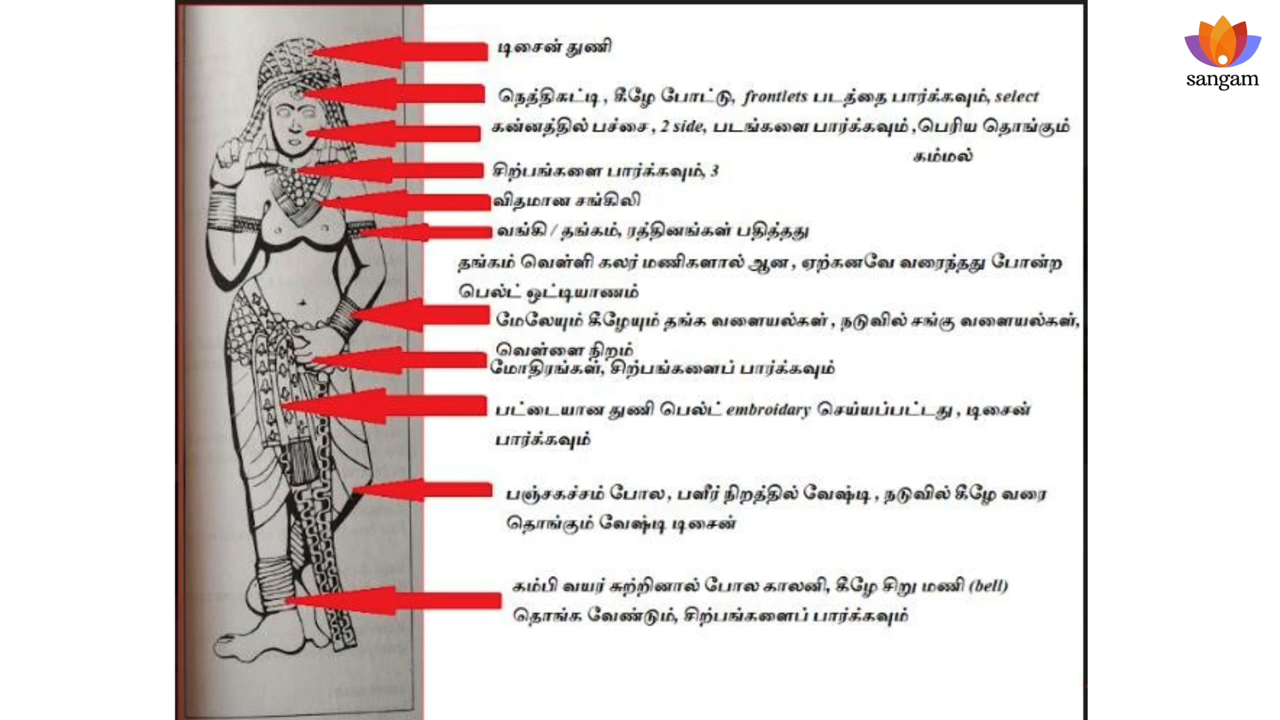 டிசைன் துணி
நெத்திகட்டி, கீழே போட்டு, frontlets படத்தை பார்க்கவும், select
கன்னத்தில் பச்சை, 2 side, படங்களை பார்க்கவும்,பெரிய தொங்கும்
கம்மல்
சிற்பங்களை பார்க்கவும், 3
விதமான சங்கிலி
வங்கி / தங்கம், ரத்தினங்கள் பதித்தது
தங்கம் வெள்ளி கலர் மணிகளால் ஆன, ஏற்கனவே வரைந்தது போன்ற
பெல்ட் ஒட்டியாணம்
மேலேயும் கீழேயும் தங்க வளையல்கள், நடுவில் சங்கு வளையல்கள்,
வெள்ளை நிறம்
மோதிரங்கள், சிற்பங்களைப் பார்க்கவும்
பட்டையான துணி பெல்ட் embroidary செய்யப்பட்டது, டிசைன்
பார்க்கவும்
பஞ்சகச்சம் போல, பளீர் நிறத்தில் வேஷ்டி, நடுவில் கீழே வரை
தொங்கும் வேஷ்டி டிசைன்
கம்பி வயர் சுற்றினால் போல காலனி, கீழே சிறு மணி (bell)
தொங்க வேண்டும், சிற்பங்களைப் பார்க்கவும்
sangam